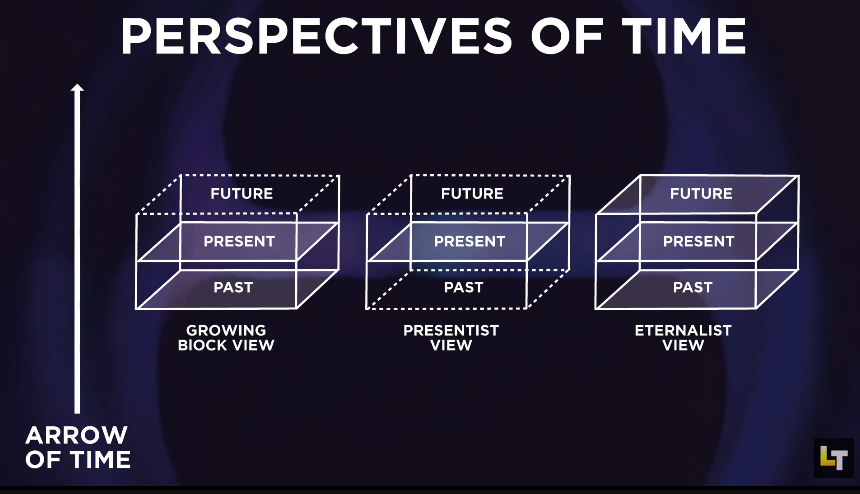 PERSPECTIVES OF TIME
FUTURE
PRESENT
PAST
GROWING
BLOCK VIEW
FUTURE
PRESENT
PAST
PRESENTIST
VIEW
FUTURE
PRESENT
PAST
ETERNALIST
VIEW
ARROW
OF TIME
LT